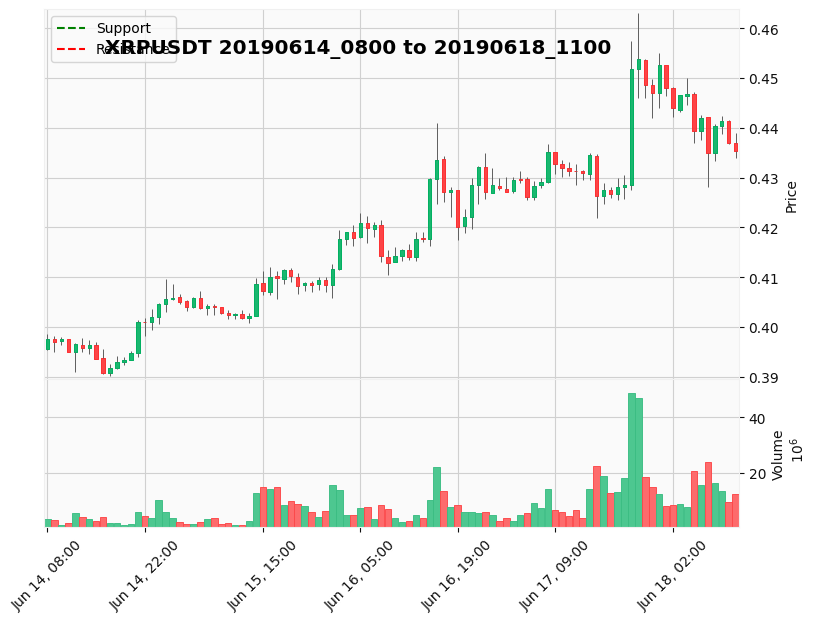 XRPUSDT 20190614_0800 to 20190618_1100
Support
Resistance
0.46
0.45
0.44
0.43
0.42
0.41
0.40
0.39
Price
40
20
Volume
10^6
Jun 14, 08:00
Jun 14, 22:00
Jun 15, 15:00
Jun 16, 05:00
Jun 16, 19:00
Jun 17, 09:00
Jun 18, 02:00